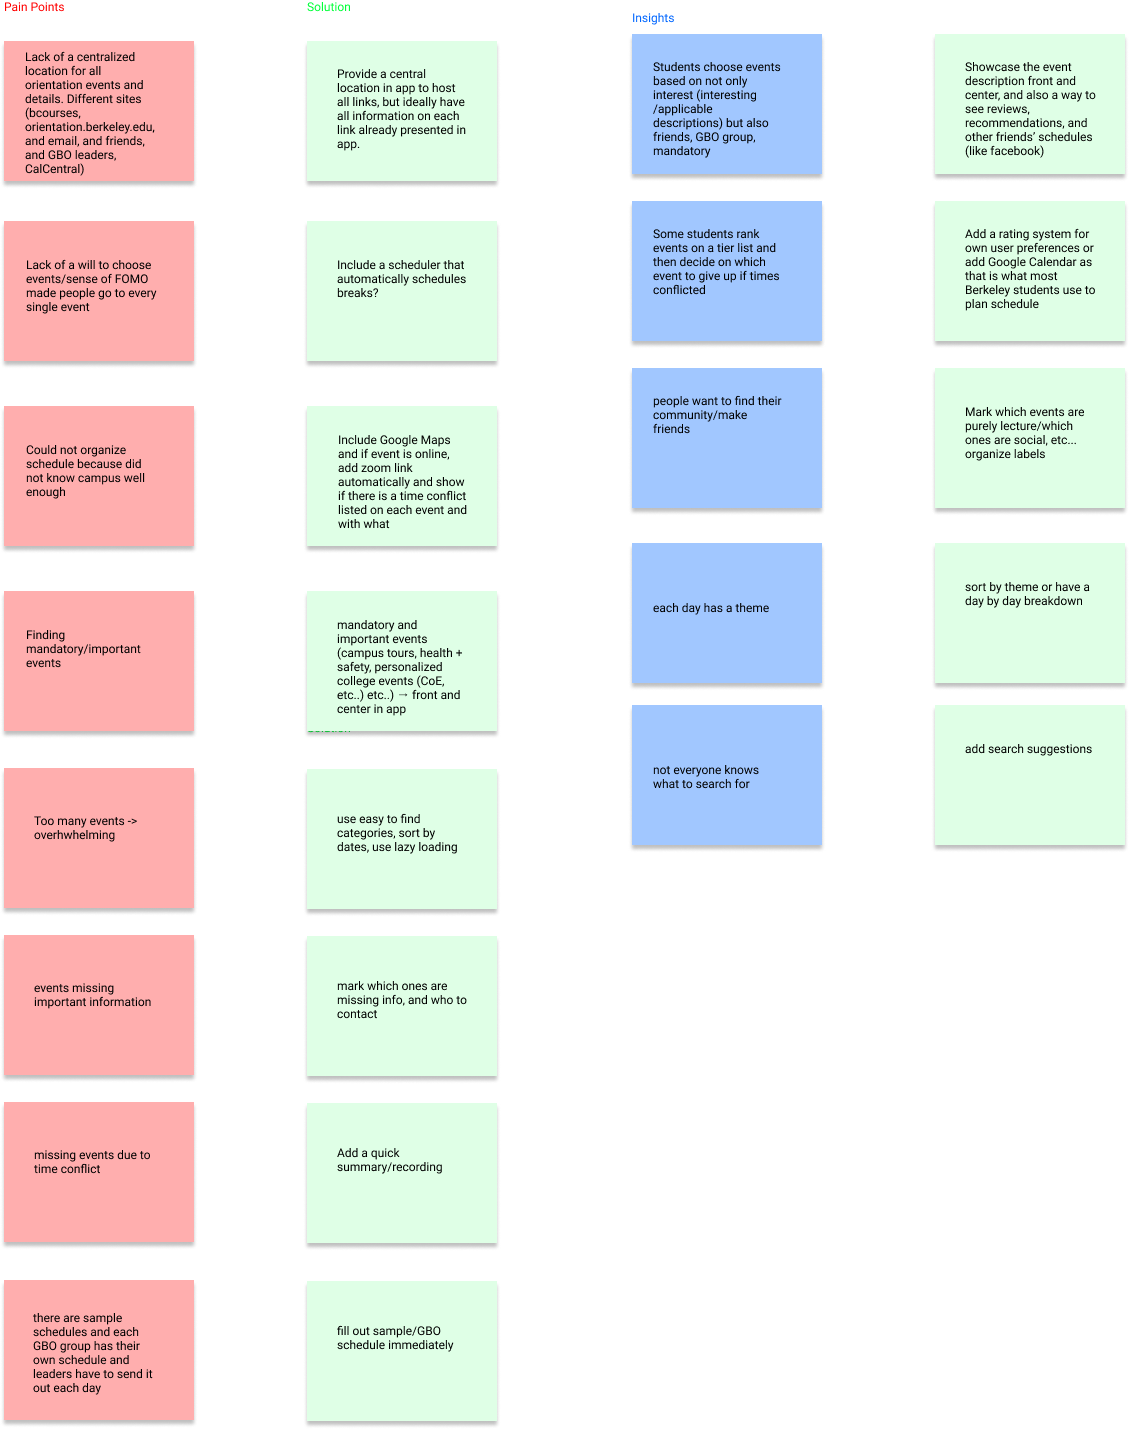 Pain Points
Solution
Insights
Lack of a centralized
location for all
orientation events and
details. Different sites
(bcourses,
orientation.berkeley.edu,
and email, and friends,
and GBO leaders,
CalCentral)
Provide a central
location in app to host
all links, but ideally have
all information on each
link already presented in
app.
Students choose events
based on not only
interest (interesting
/applicable
descriptions) but also
friends, GBO group,
mandatory
Showcase the event
description front and
center, and also a way to
see reviews,
recommendations, and
other friends’ schedules
(like facebook)
Lack of a will to choose
events/sense of FOMO
made people go to every
single event
Include a scheduler that
automatically schedules
breaks?
Some students rank
events on a tier list and
then decide on which
event to give up if times
conflicted
Add a rating system for
own user preferences or
add Google Calendar as
that is what most
Berkeley students use to
plan schedule
Could not organize
schedule because did
not know campus well
enough
Include Google Maps
and if event is online,
add zoom link
automatically and show
if there is a time conflict
listed on each event and
with what
people want to find their
community/make
friends
Mark which events are
purely lecture/which
ones are social, etc...
organize labels
Finding
mandatory/important
events
mandatory and
important events
(campus tours, health +
safety, personalized
college events (CoE,
etc..) etc..) → front and
center in app
each day has a theme
sort by theme or have a
day by day breakdown
Too many events ->
overhwhelming
use easy to find
categories, sort by
dates, use lazy loading
not everyone knows
what to search for
add search suggestions
events missing
important information
mark which ones are
missing info, and who to
contact
missing events due to
time conflict
Add a quick
summary/recording
there are sample
schedules and each
GBO group has their
own schedule and
leaders have to send it
out each day
fill out sample/GBO
schedule immediately